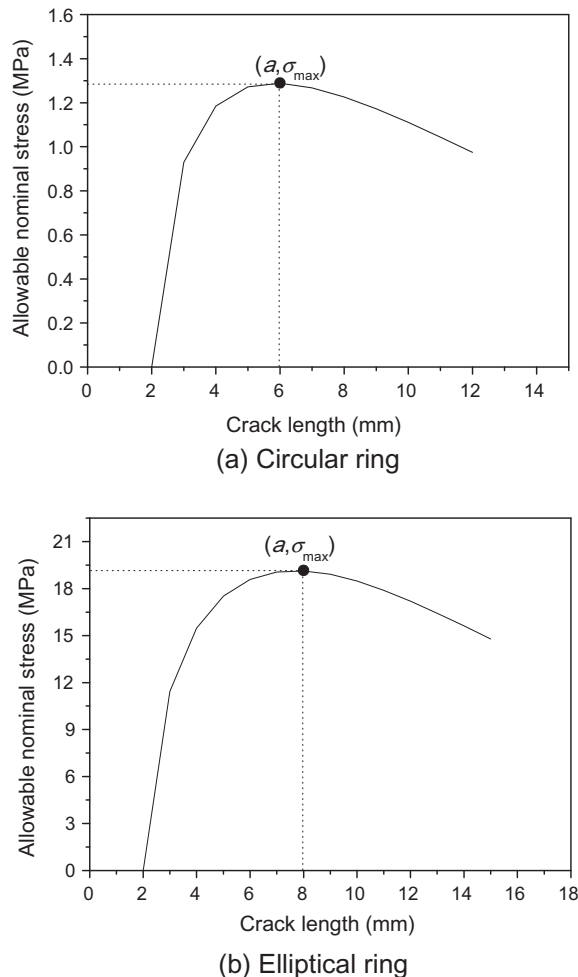 1.6
1.4
1.2
1.0
0.8
0.6
0.4
0.2
0.0
Allowable nominal stress (MPa)
(a,σmax)
0 2 4 6 8 10 12 14
Crack length (mm)
(a) Circular ring
21
18
15
12
9
6
3
0
Allowable nominal stress (MPa)
(a,σmax)
0 2 4 6 8 10 12 14 16 18
Crack length (mm)
(b) Elliptical ring